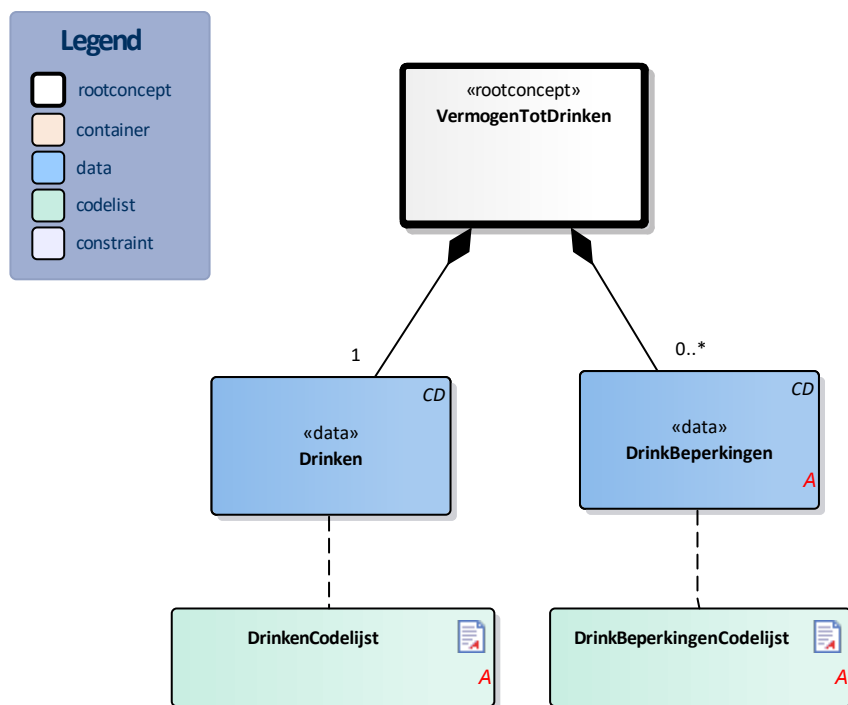 Legend
rootconcept
container
data
codelist
constraint
«rootconcept»
VermogenTotDrinken
1
0..*
CD
«data»
Drinken
CD
«data»
DrinkBeperkingen
A
DrinkenCodelijst
A
DrinkBeperkingenCodelijst
A